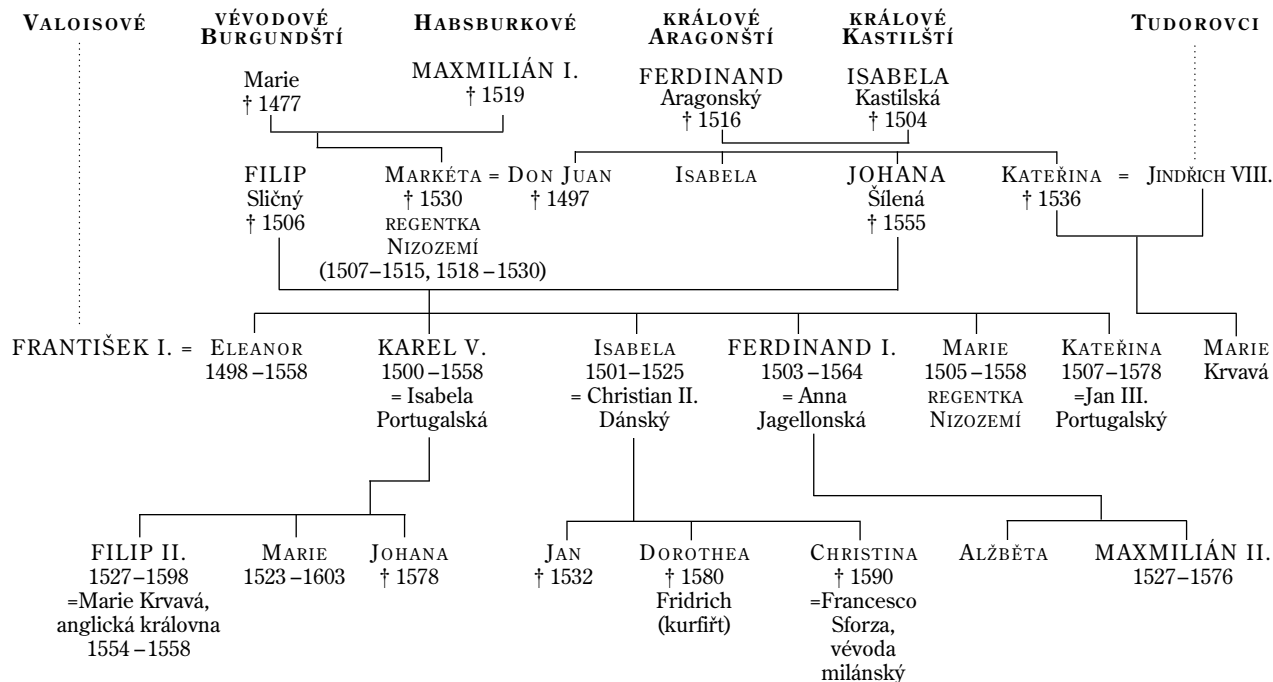 VALOISOVÉ
VÉVODOVÉ
BURGUNDŠTÍ
HABSBURKOVÉ
KRÁLOVÉ
ARAGONŠTÍ
KRÁLOVÉ
KASTILŠTÍ
TUDOROVCI
Marie
† 1477
MAXMILIÁN I.
† 1519
FERDINAND
Aragonský
† 1516
ISABELA
Kastilská
† 1504
FILIP
Sličný
† 1506
MARKÉTA = DON JUAN
† 1530
REGENTKA
NIZOZEMÍ
(1507–1515, 1518–1530)
† 1497
ISABELA
JOHANA
Šílená
† 1555
KATEŘINA = JINDŘICH VIII.
† 1536
FRANTIŠEK I. = ELEANOR
1498–1558
KAREL V.
1500–1558
= Isabela
Portugalská
ISABELA
1501–1525
= Christian II.
Dánský
FERDINAND I.
1503–1564
= Anna
Jagellonská
MARIE
1505–1558
REGENTKA
NIZOZEMÍ
KATEŘINA
1507–1578
=Jan III.
Portugalský
MARIE
Krvavá
FILIP II.
1527–1598
=Marie Krvavá,
anglická královna
1554–1558
MARIE
1523–1603
JOHANA
† 1578
JAN
† 1532
DOROTHEA
† 1580
Fridrich
(kurfiřt)
CHRISTINA
† 1590
=Francesco
Sforza,
vévoda
milánský
ALŽBĚTA
MAXMILIÁN II.
1527–1576